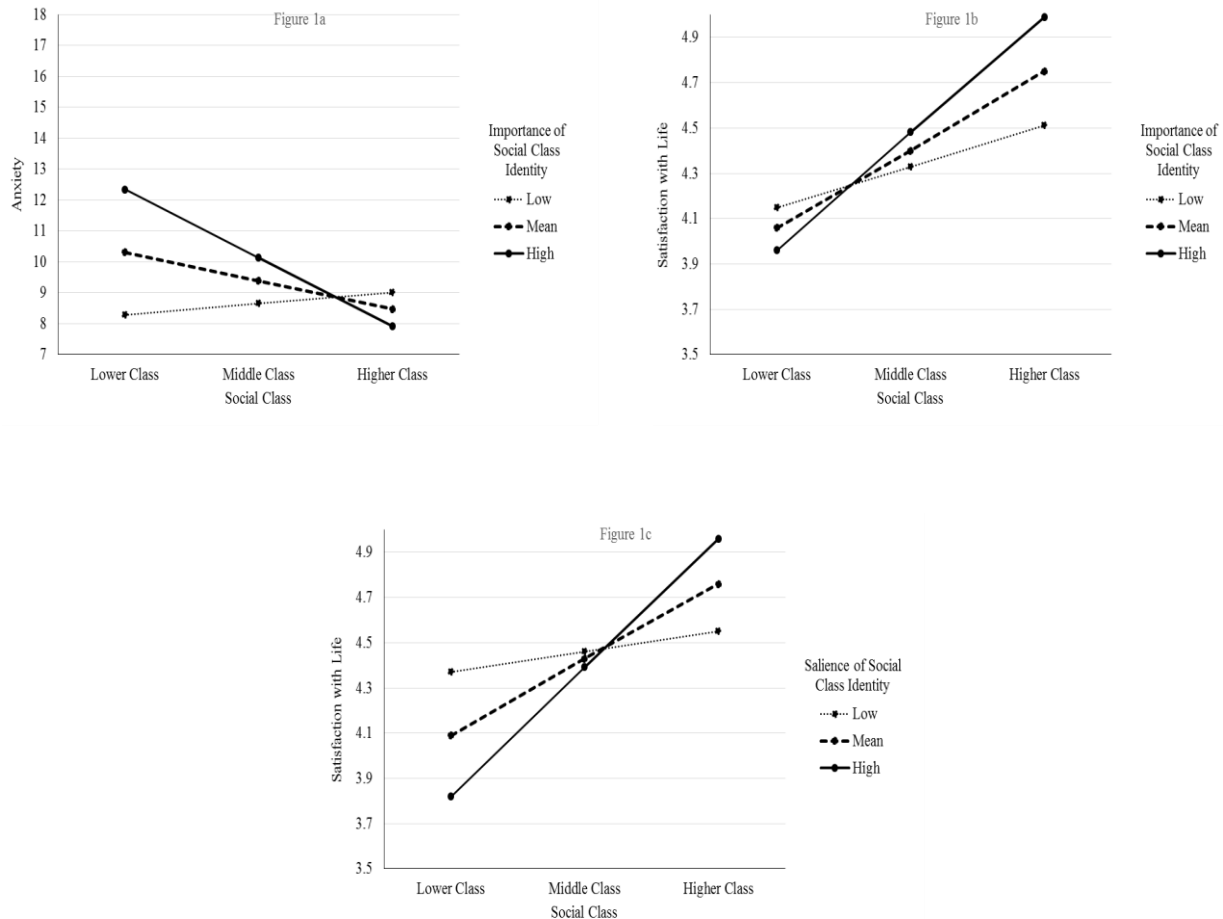 Figure 1a
18
17
16
15
14
13
12
11
10
9
8
7
Anxiety
Lower Class
Middle Class
Higher Class
Social Class
Importance of
Social Class
Identity
Low
Mean
High
Figure 1b
4.9
4.7
4.5
4.3
4.1
3.9
3.7
3.5
Satisfaction with Life
Lower Class
Middle Class
Higher Class
Social Class
Importance of
Social Class
Identity
Low
Mean
High
Figure 1c
4.9
4.7
4.5
4.3
4.1
3.9
3.7
3.5
Satisfaction with Life
Lower Class
Middle Class
Higher Class
Social Class
Salience of Social
Class Identity
Low
Mean
High